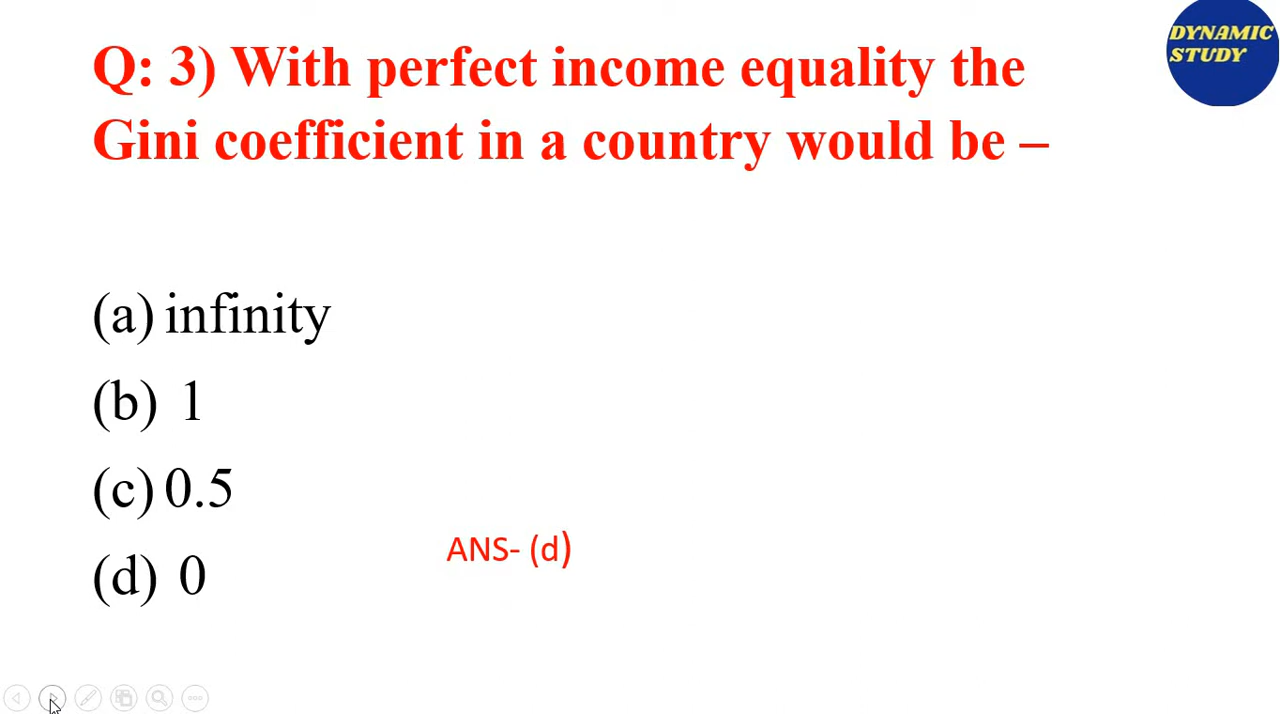 DYNAMIC
STUDY
Q: 3) With perfect income equality the
Gini coefficient in a country would be –
(a) infinity
(b) 1
(c) 0.5
(d) 0
ANS- (d)